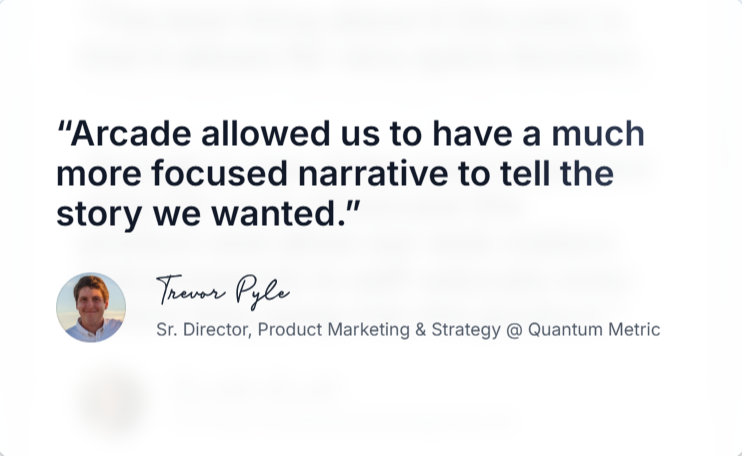 “Arcade allowed us to have a much
more focused narrative to tell the
story we wanted.”
Trevor Pyle
Sr. Director, Product Marketing & Strategy @ Quantum Metric